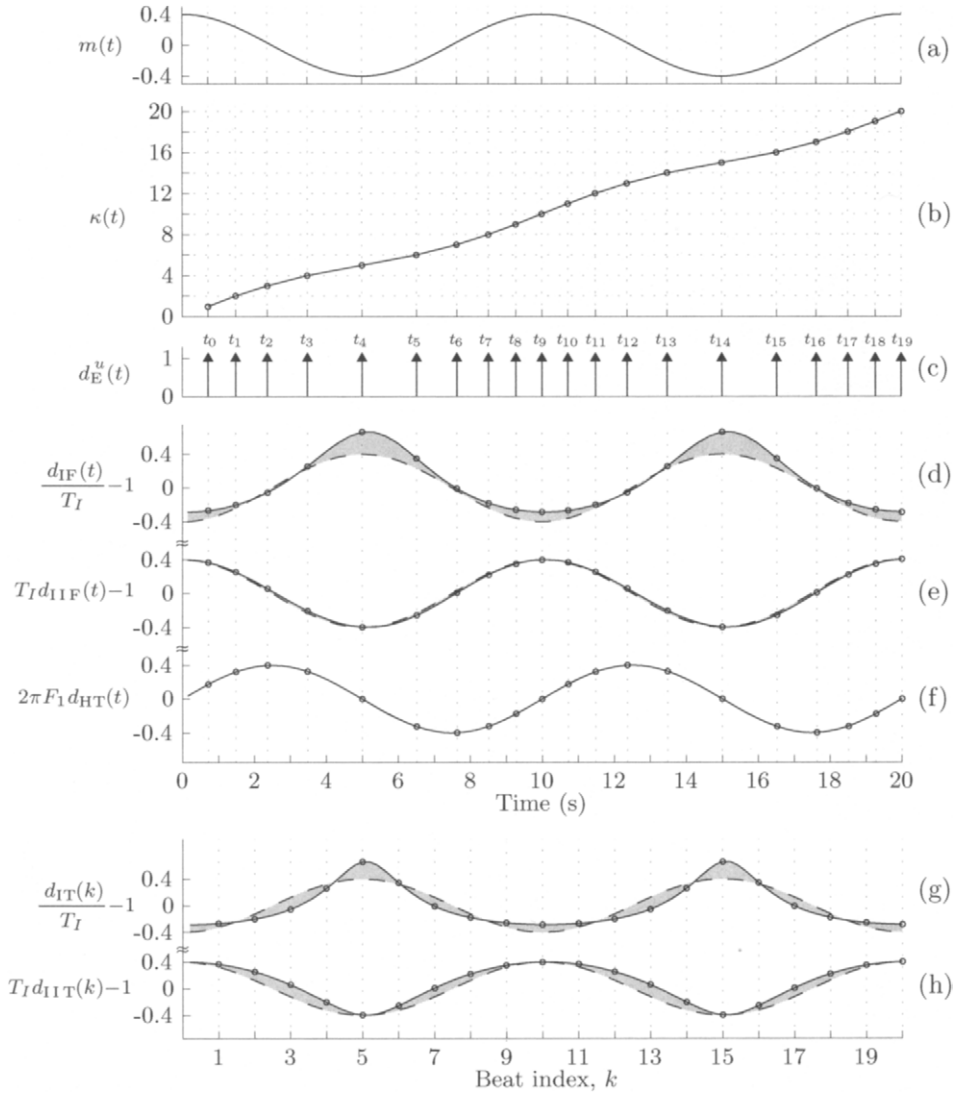 0.4
m(t) 0 (a)
-0.4
20
16
12
κ(t) (b)
8
4
0
t0 t1 t2 t3 t4 t5 t6 t7 t8 t9 t10 t11 t12 t13 t14 t15 t16 t17 t18 t19
1
d_E^u(t) (c)
0
0.4
d_IF(t)/T_I −1 0 (d)
-0.4
≈
0.4
T_I d_IIF(t)−1 0 (e)
-0.4
≈
0.4
2πF_1 d_HT(t) 0 (f)
-0.4
0 2 4 6 8 10 12 14 16 18 20
Time (s)
0.4
d_IT(k)/T_I −1 0 (g)
-0.4
≈
0.4
T_I d_IIT(k)−1 0 (h)
-0.4
1 3 5 7 9 11 13 15 17 19
Beat index, k